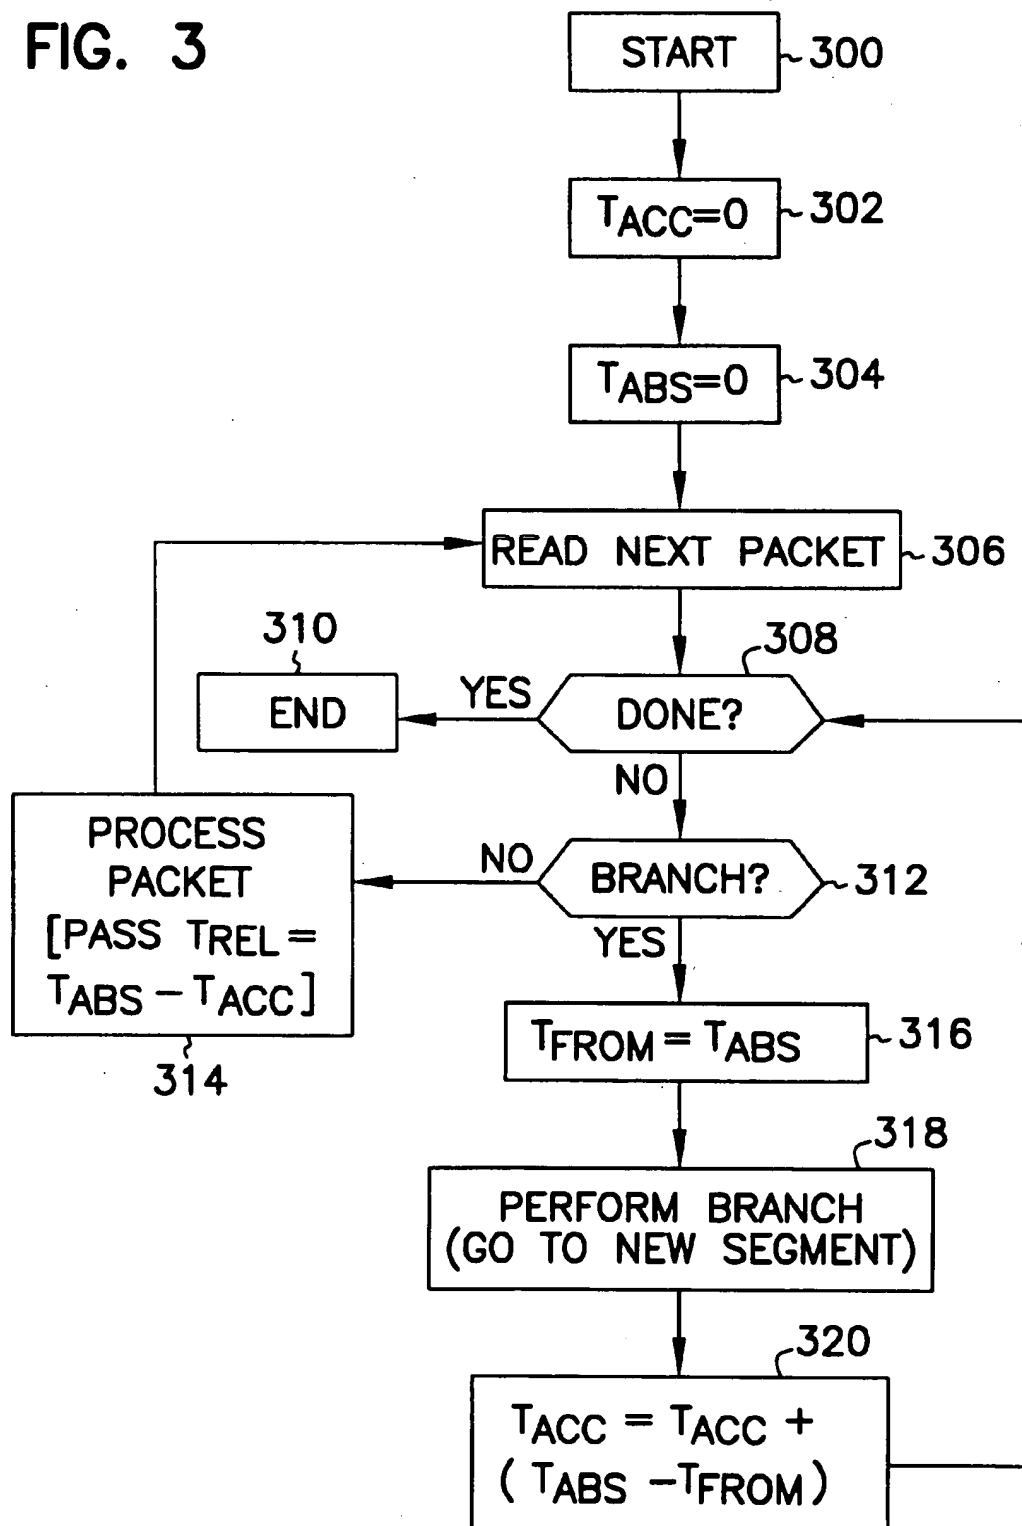 FIG. 3
START
300
TACC=0
302
TABS=0
304
READ NEXT PACKET
306
310
308
END
YES
DONE?
NO
PROCESS
PACKET
[PASS TREL=
TABS-TACC]
314
NO
BRANCH?
312
YES
TFROM=TABS
316
318
PERFORM BRANCH
(GO TO NEW SEGMENT)
320
TACC = TACC +
(TABS -TFROM)